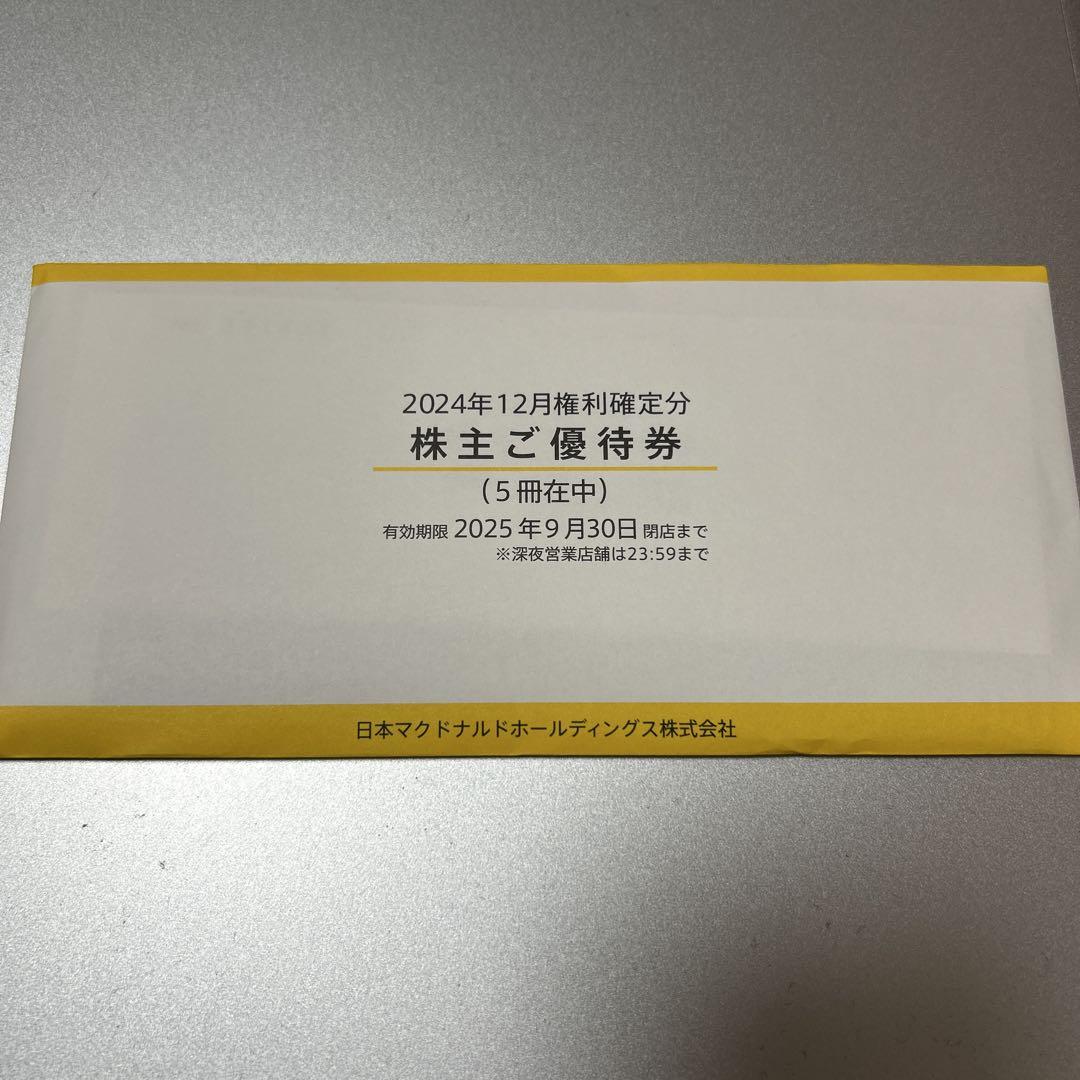 2024年12月権利確定分
株主ご優待券
(5冊在中)
有効期限 2025年9月30日 閉店まで
※深夜営業店舗は23:59まで
日本マクドナルドホールディングス株式会社